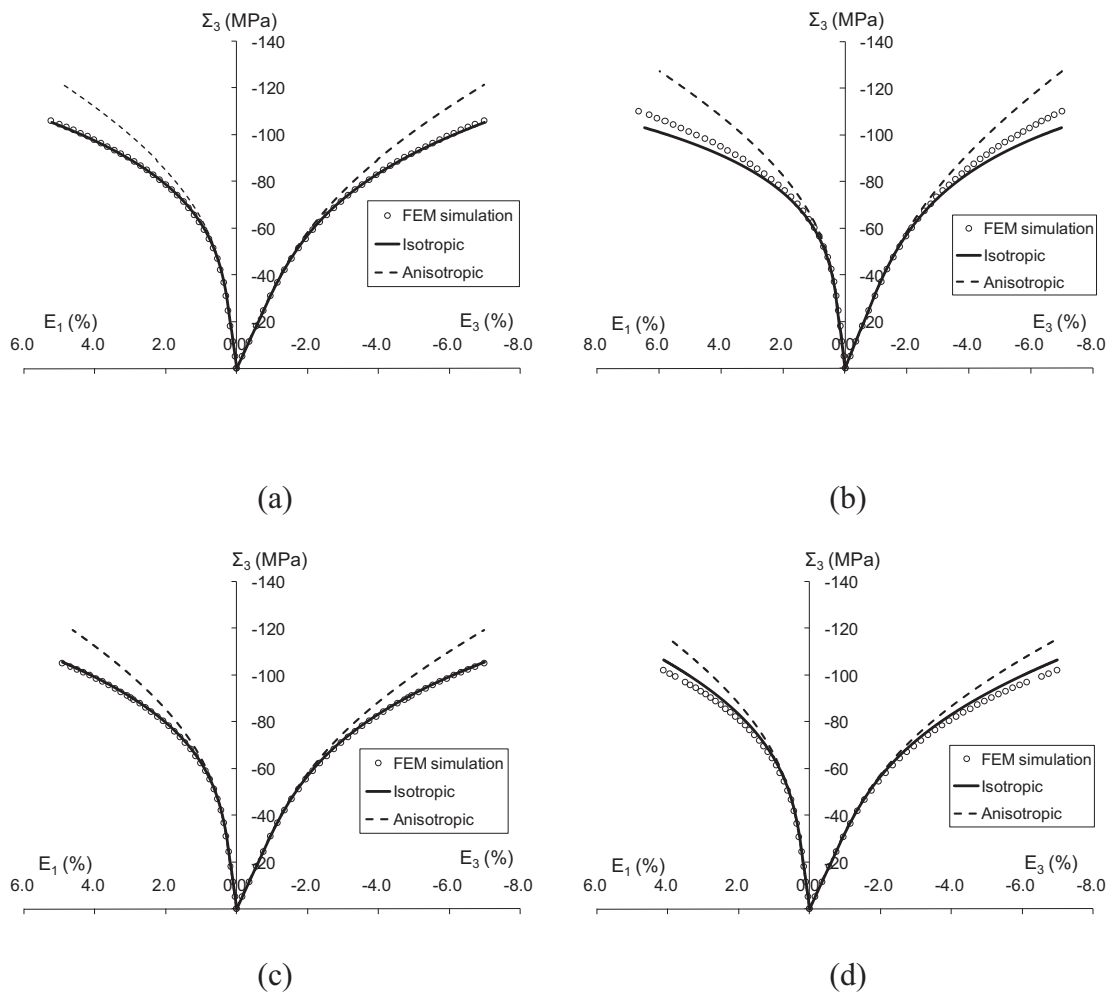 Σ3 (MPa)
-140
-120
-100
-80
-60
-40
-20
0
FEM simulation
Isotropic
Anisotropic
E1 (%)
E3 (%)
6.0 4.0 2.0 0.0 -2.0 -4.0 -6.0 -8.0
(a)
Σ3 (MPa)
-140
-120
-100
-80
-60
-40
-20
0
FEM simulation
Isotropic
Anisotropic
E1 (%)
E3 (%)
8.0 6.0 4.0 2.0 0.0 -2.0 -4.0 -6.0 -8.0
(b)
Σ3 (MPa)
-140
-120
-100
-80
-60
-40
-20
0
FEM simulation
Isotropic
Anisotropic
E1 (%)
E3 (%)
6.0 4.0 2.0 0.0 -2.0 -4.0 -6.0 -8.0
(c)
Σ3 (MPa)
-140
-120
-100
-80
-60
-40
-20
0
FEM simulation
Isotropic
Anisotropic
E1 (%)
E3 (%)
6.0 4.0 2.0 0.0 -2.0 -4.0 -6.0 -8.0
(d)